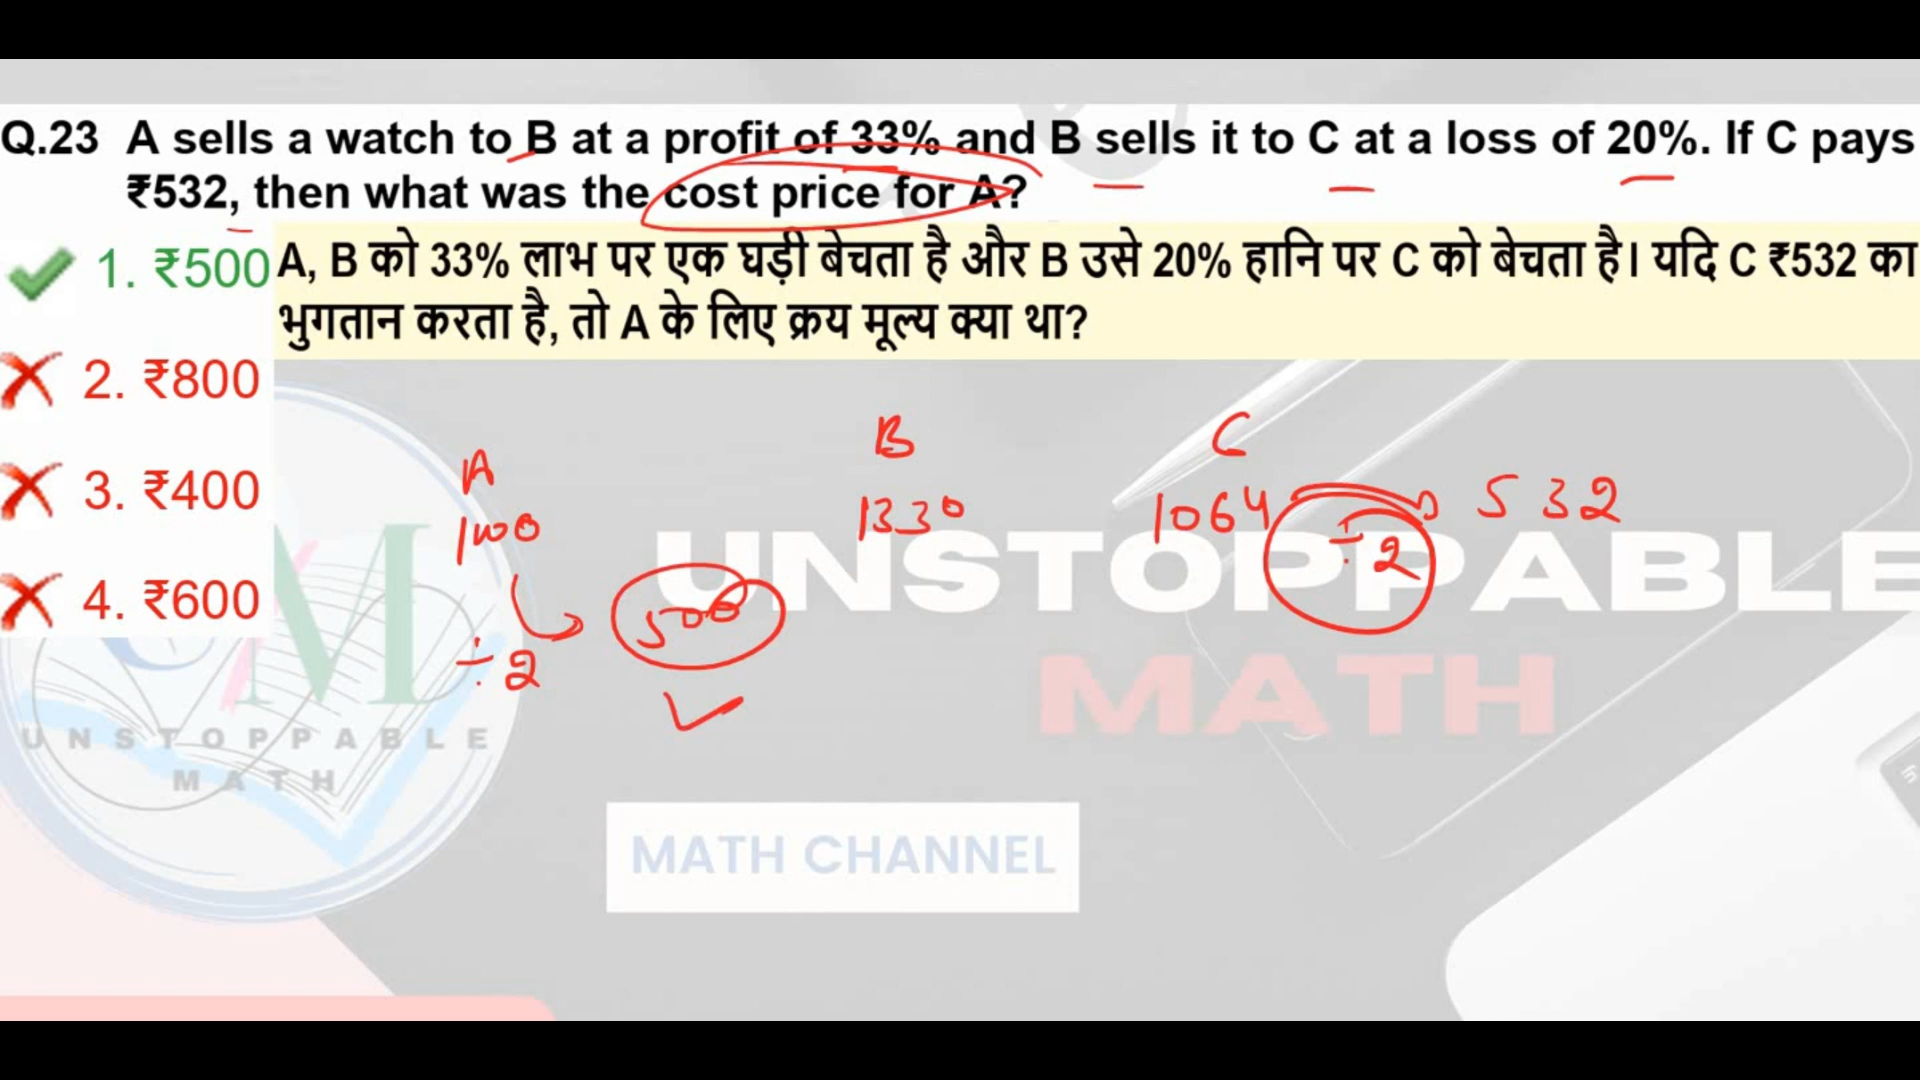 Q.23 A sells a watch to B at a profit of 33% and B sells it to C at a loss of 20%. If C pays
₹532, then what was the cost price for A?
1. ₹500
A, B को 33% लाभ पर एक घड़ी बेचता है और B उसे 20% हानि पर C को बेचता है। यदि C ₹532 का
भुगतान करता है, तो A के लिए क्रय मूल्य क्या था?
2. ₹800
3. ₹400
4. ₹600
A B C
1000 1330 1064 ÷2 532
÷2 500
UNSTOPPABLE
MATH
UNSTOPPABLE
MATH
MATH CHANNEL